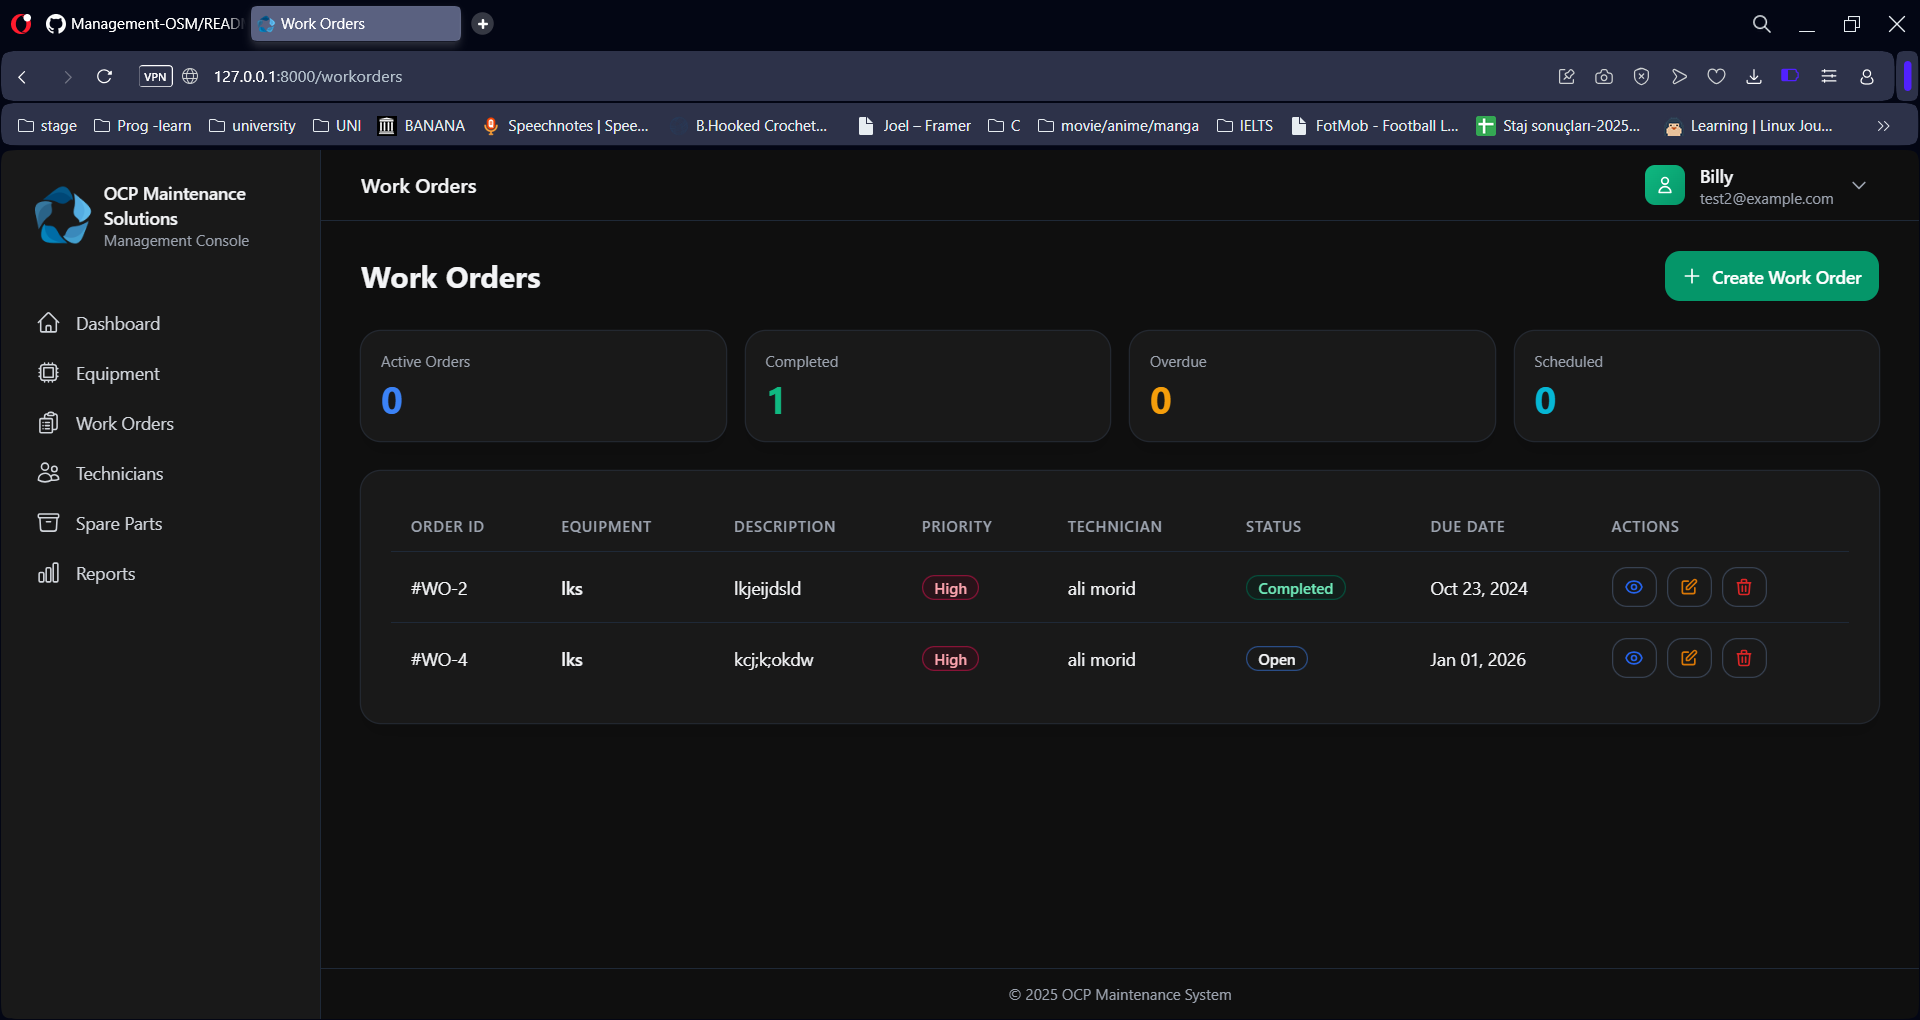 Management-OSM/READ
Work Orders
VPN
127.0.0.1:8000/workorders
stage
Prog -learn
university
UNI
BANANA
Speechnotes | Spee...
B.Hooked Crochet...
Joel – Framer
C
movie/anime/manga
IELTS
FotMob - Football L...
Staj sonuçları-2025...
Learning | Linux Jou...
OCP Maintenance
Solutions
Management Console
Dashboard
Equipment
Work Orders
Technicians
Spare Parts
Reports
Work Orders
Billy
test2@example.com
Work Orders
Create Work Order
Active Orders
0
Completed
1
Overdue
0
Scheduled
0
ORDER ID EQUIPMENT DESCRIPTION PRIORITY TECHNICIAN STATUS DUE DATE ACTIONS
#WO-2 lks lkjeijdsld High ali morid Completed Oct 23, 2024
#WO-4 lks kcj;k;okdw High ali morid Open Jan 01, 2026
© 2025 OCP Maintenance System